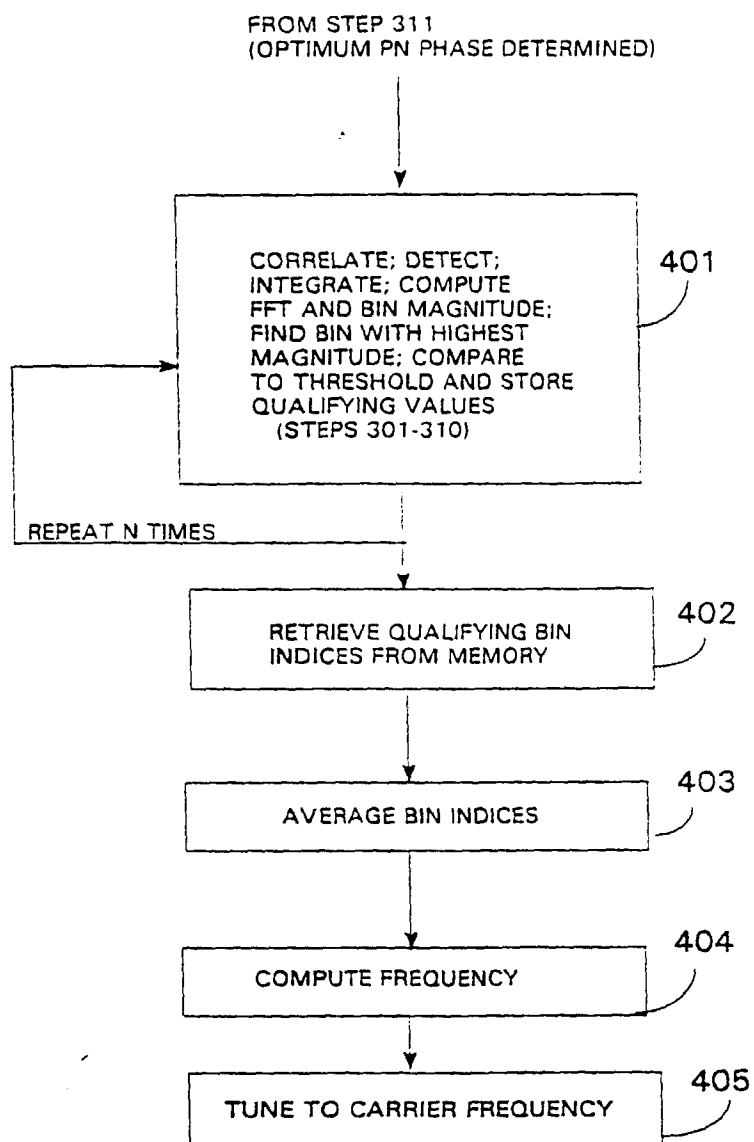 FROM STEP 311
(OPTIMUM PN PHASE DETERMINED)
CORRELATE; DETECT;
INTEGRATE; COMPUTE
FFT AND BIN MAGNITUDE;
FIND BIN WITH HIGHEST
MAGNITUDE; COMPARE
TO THRESHOLD AND STORE
QUALIFYING VALUES
(STEPS 301-310)
401
REPEAT N TIMES
RETRIEVE QUALIFYING BIN
INDICES FROM MEMORY
402
AVERAGE BIN INDICES
403
COMPUTE FREQUENCY
404
TUNE TO CARRIER FREQUENCY
405